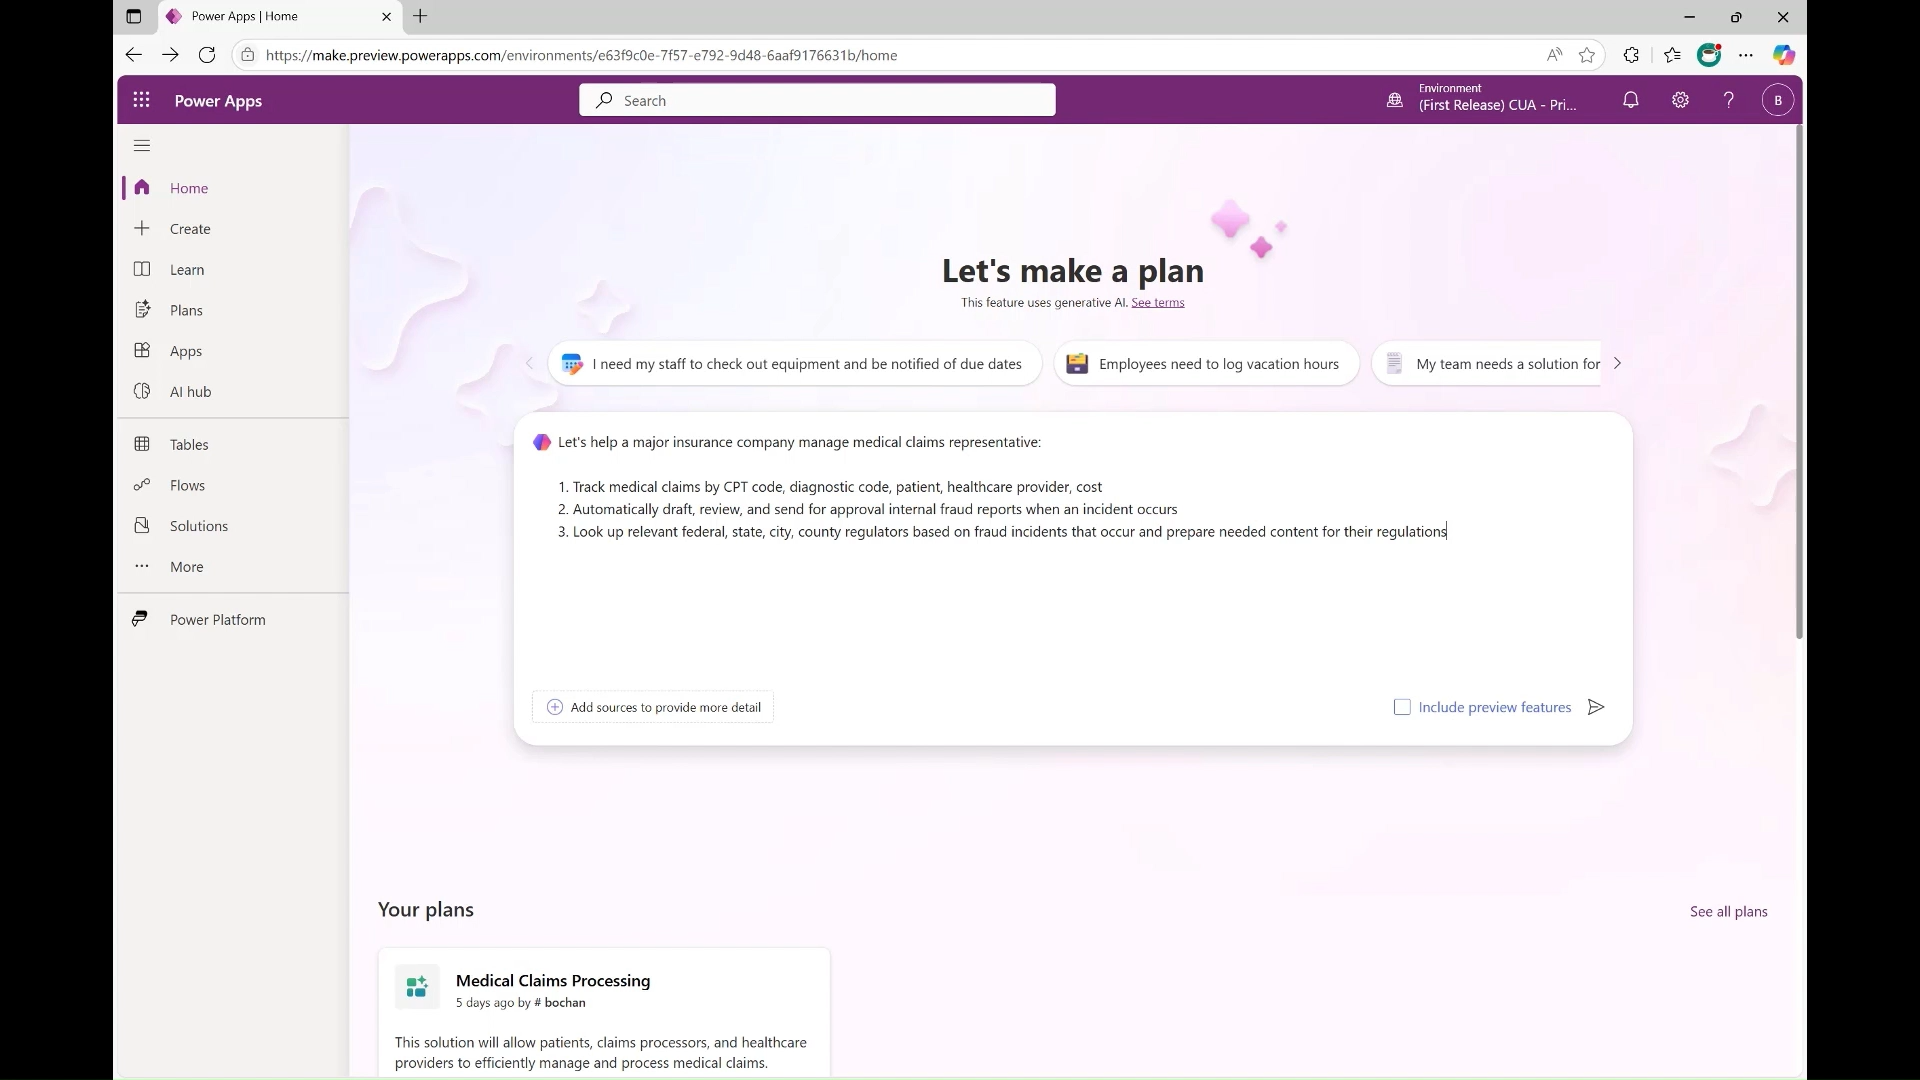 Power Apps | Home
https://make.preview.powerapps.com/environments/e63f9c0e-7f57-e792-9d48-6aaf9176631b/home
Power Apps
Search
Environment
(First Release) CUA - Pri...
B
Home
Create
Learn
Plans
Apps
AI hub
Tables
Flows
Solutions
More
Power Platform
Let's make a plan
This feature uses generative AI. See terms
I need my staff to check out equipment and be notified of due dates
Employees need to log vacation hours
My team needs a solution for
Let's help a major insurance company manage medical claims representative:
1. Track medical claims by CPT code, diagnostic code, patient, healthcare provider, cost
2. Automatically draft, review, and send for approval internal fraud reports when an incident occurs
3. Look up relevant federal, state, city, county regulators based on fraud incidents that occur and prepare needed content for their regulations
Add sources to provide more detail
Include preview features
Your plans
See all plans
Medical Claims Processing
5 days ago by # bochan
This solution will allow patients, claims processors, and healthcare
providers to efficiently manage and process medical claims.